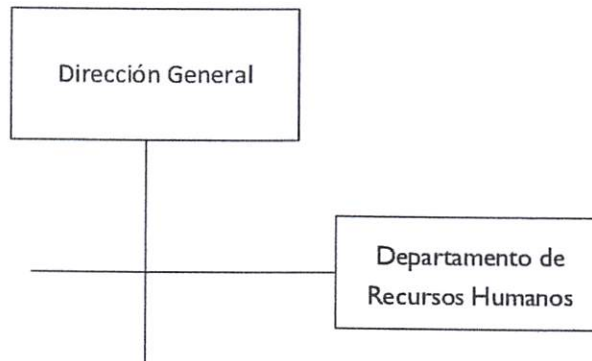 Dirección General
Departamento de
Recursos Humanos